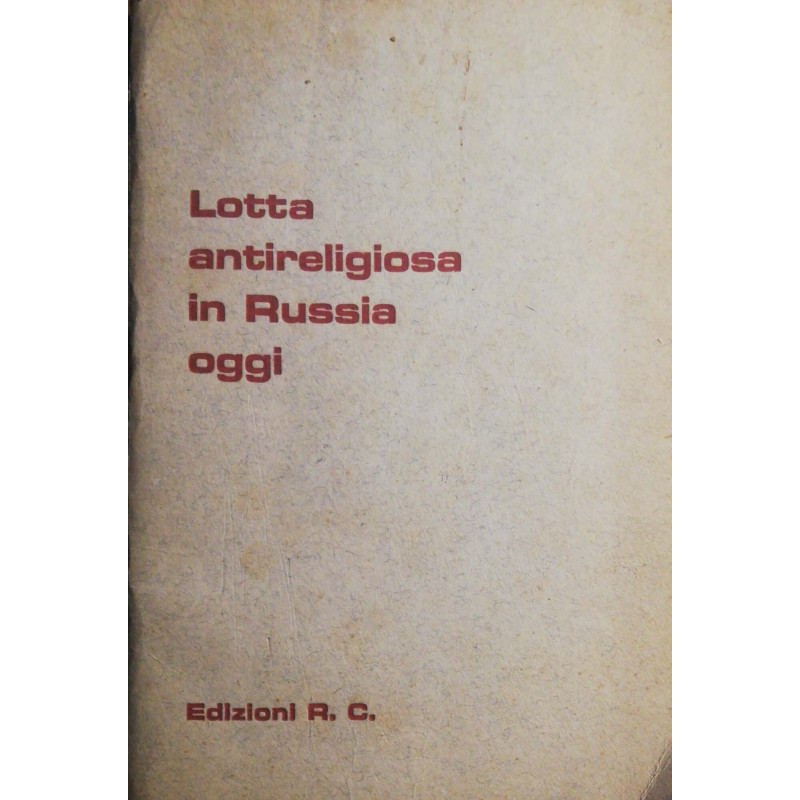 Lotta
antireligiosa
in Russia
oggi
Edizioni R. C.